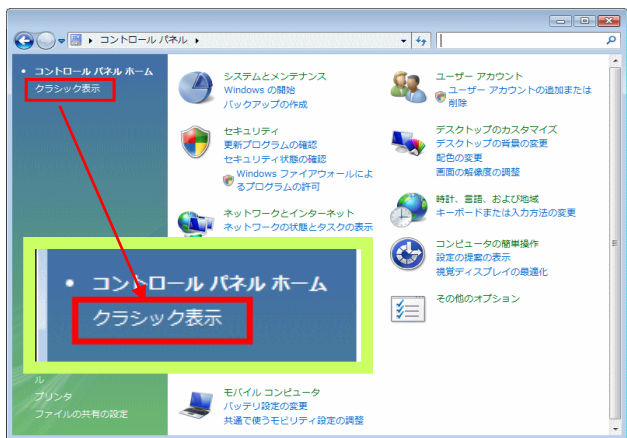 コントロール パネル
コントロール パネル ホーム
クラシック表示
システムとメンテナンス
Windows の開始
バックアップの作成
セキュリティ
更新プログラムの確認
セキュリティ状態の確認
Windows ファイアウォールによ
るプログラムの許可
ネットワークとインターネット
ネットワークの状態とタスクの表示
ユーザー アカウント
ユーザー アカウントの追加または
削除
デスクトップのカスタマイズ
デスクトップの背景の変更
配色の変更
画面の解像度の調整
時計、言語、および地域
キーボードまたは入力方法の変更
コンピュータの簡単操作
設定の提案の表示
視覚ディスプレイの最適化
その他のオプション
コントロール パネル ホーム
クラシック表示
ル
プリンタ
ファイルの共有の設定
モバイル コンピュータ
バッテリ設定の変更
共通で使うモビリティ設定の調整